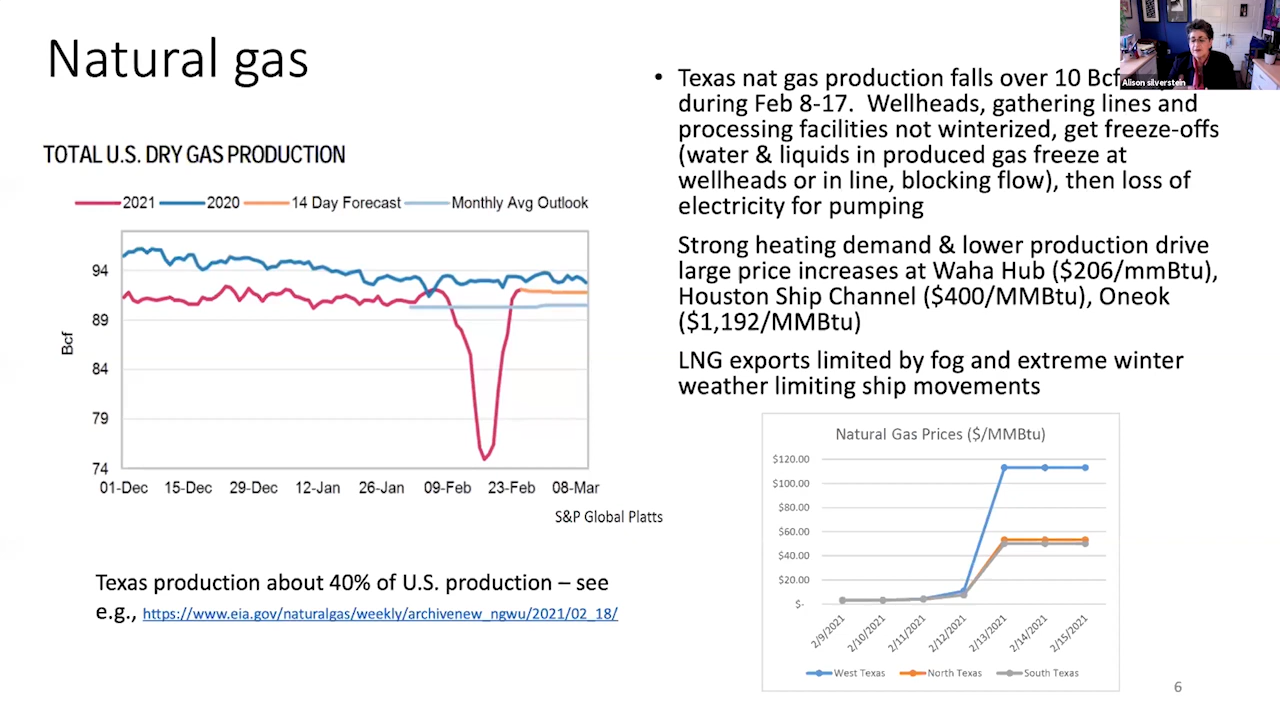 Natural gas
TOTAL U.S. DRY GAS PRODUCTION
2021 2020 14 Day Forecast Monthly Avg Outlook
94
89
84
79
74
Bcf
01-Dec 15-Dec 29-Dec 12-Jan 26-Jan 09-Feb 23-Feb 08-Mar
S&P Global Platts
Texas production about 40% of U.S. production – see
e.g., https://www.eia.gov/naturalgas/weekly/archivenew_ngwu/2021/02_18/
Alison silverstein
• Texas nat gas production falls over 10 Bcf
during Feb 8-17. Wellheads, gathering lines and
processing facilities not winterized, get freeze-offs
(water & liquids in produced gas freeze at
wellheads or in line, blocking flow), then loss of
electricity for pumping
Strong heating demand & lower production drive
large price increases at Waha Hub ($206/mmBtu),
Houston Ship Channel ($400/MMBtu), Oneok
($1,192/MMBtu)
LNG exports limited by fog and extreme winter
weather limiting ship movements
Natural Gas Prices ($/MMBtu)
$120.00
$100.00
$80.00
$60.00
$40.00
$20.00
$-
2/9/2021 2/10/2021 2/11/2021 2/12/2021 2/13/2021 2/14/2021 2/15/2021
West Texas North Texas South Texas
6